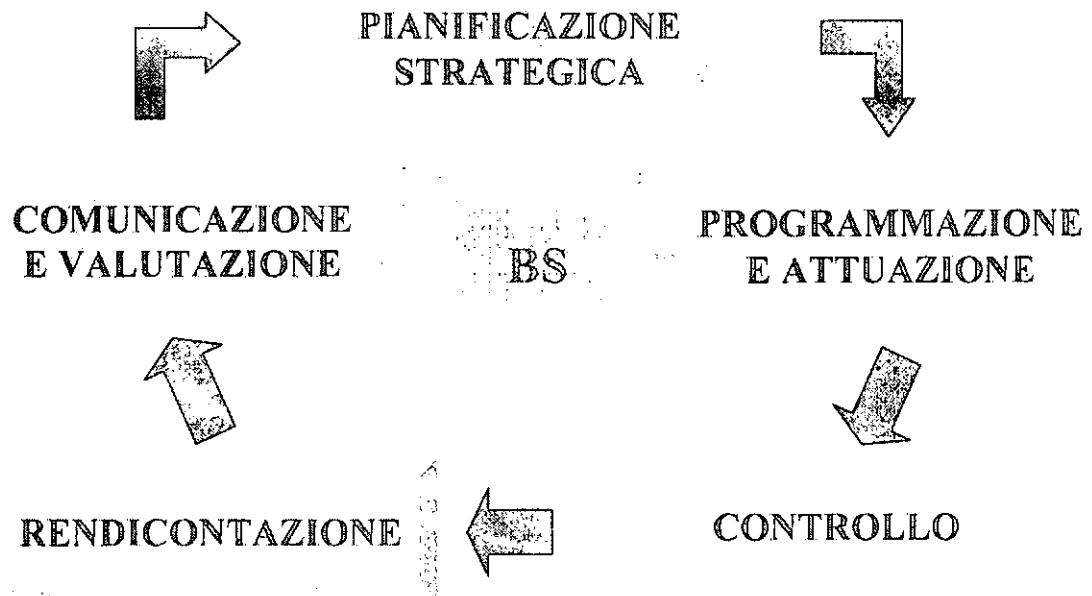 PIANIFICAZIONE
STRATEGICA
COMUNICAZIONE
E VALUTAZIONE
BS
PROGRAMMAZIONE
E ATTUAZIONE
RENDICONTAZIONE
CONTROLLO